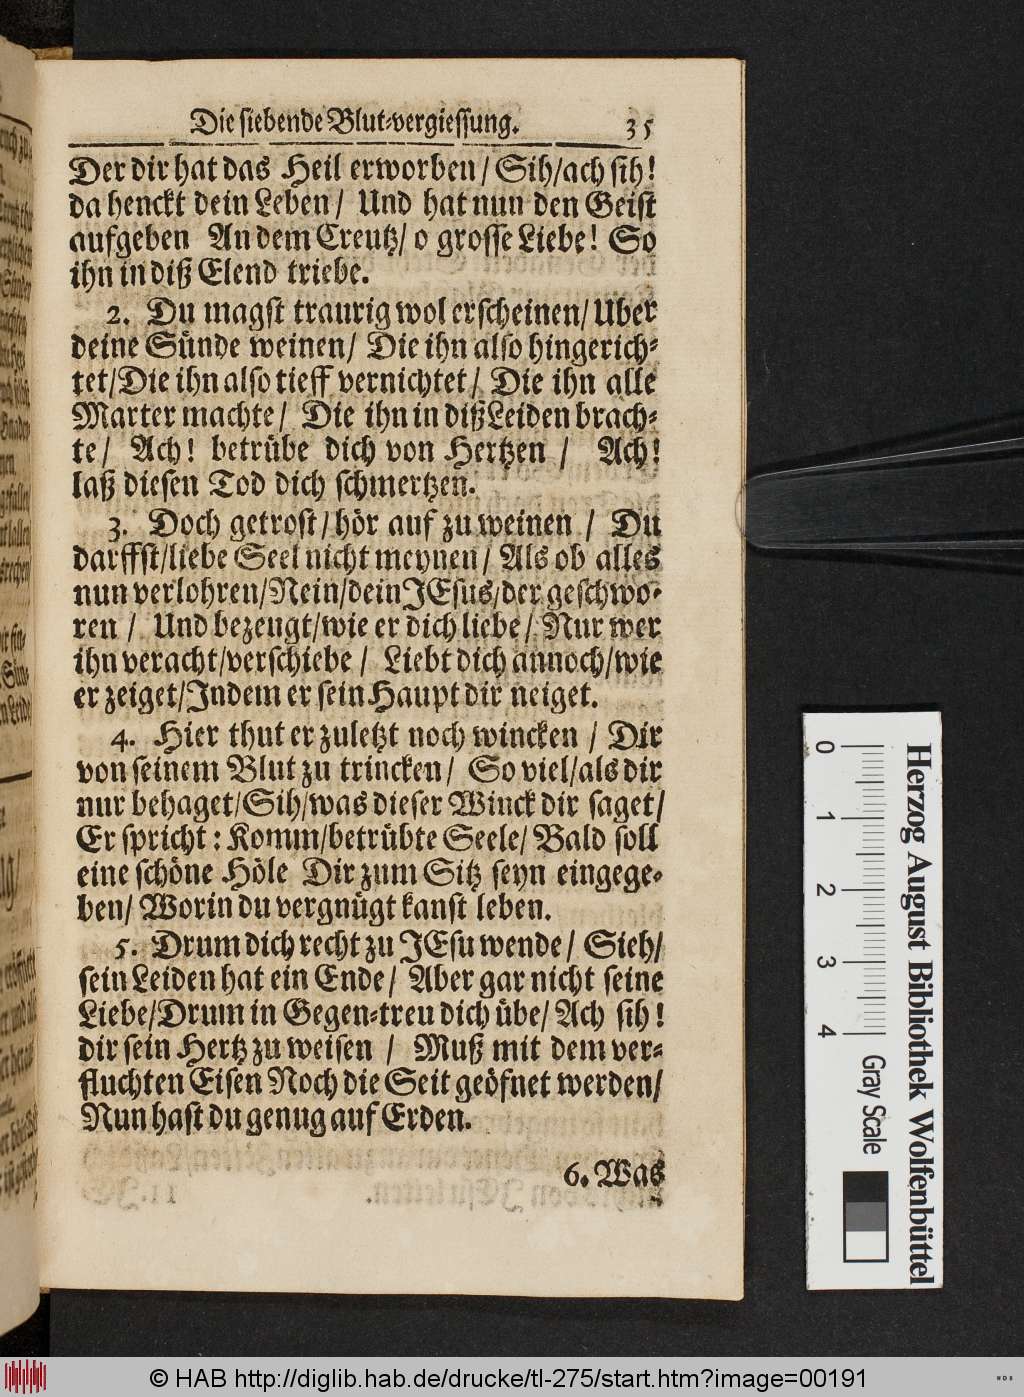 Die siebende Blut-vergiessung. 35
Der dir hat das Heil erworben/ Sih/ach sih!
da henckt dein Leben/ Und hat nun den Geist
aufgeben An dem Creutz/ o grosse Liebe! So
ihn in diß Elend triebe.
2. Du magst traurig wol erscheinen/ Uber
deine Sünde weinen/ Die ihn also hingerich-
tet/Die ihn also tieff vernichtet/ Die ihn alle
Marter machte/ Die ihn in diß Leiden brach-
te/ Ach! betrübe dich von Hertzen / Ach!
laß diesen Tod dich schmertzen.
3. Doch getrost/hör auf zu weinen / Du
darffst/liebe Seel nicht meynen/ Als ob alles
nun verlohren/Nein/dein JEsus/der geschwo-
ren / Und bezeugt/wie er dich liebe/ Nur wer
ihn veracht/verschiebe / Liebt dich annoch/wie
er zeiget/Indem er sein Haupt dir neiget.
4. Hier thut er zuletzt noch wincken / Dir
von seinem Blut zu trincken/ So viel/als dir
nur behaget/Sih/was dieser Winck dir saget/
Er spricht: Komm/betrübte Seele/ Bald soll
eine schöne Höle Dir zum Sitz seyn eingege-
ben/ Worin du vergnügt kanst leben.
5. Drum dich recht zu JEsu wende/ Sieh/
sein Leiden hat ein Ende/ Aber gar nicht seine
Liebe/Drum in Gegen-treu dich übe/ Ach sih!
dir sein Hertz zu weisen / Muß mit dem ver-
fluchten Eisen Noch die Seit geöfnet werden/
Nun hast du genug auf Erden.
6. Was
0 1 2 3 4 Gray Scale
Herzog August Bibliothek Wolfenbüttel
© HAB http://diglib.hab.de/drucke/tl-275/start.htm?image=00191